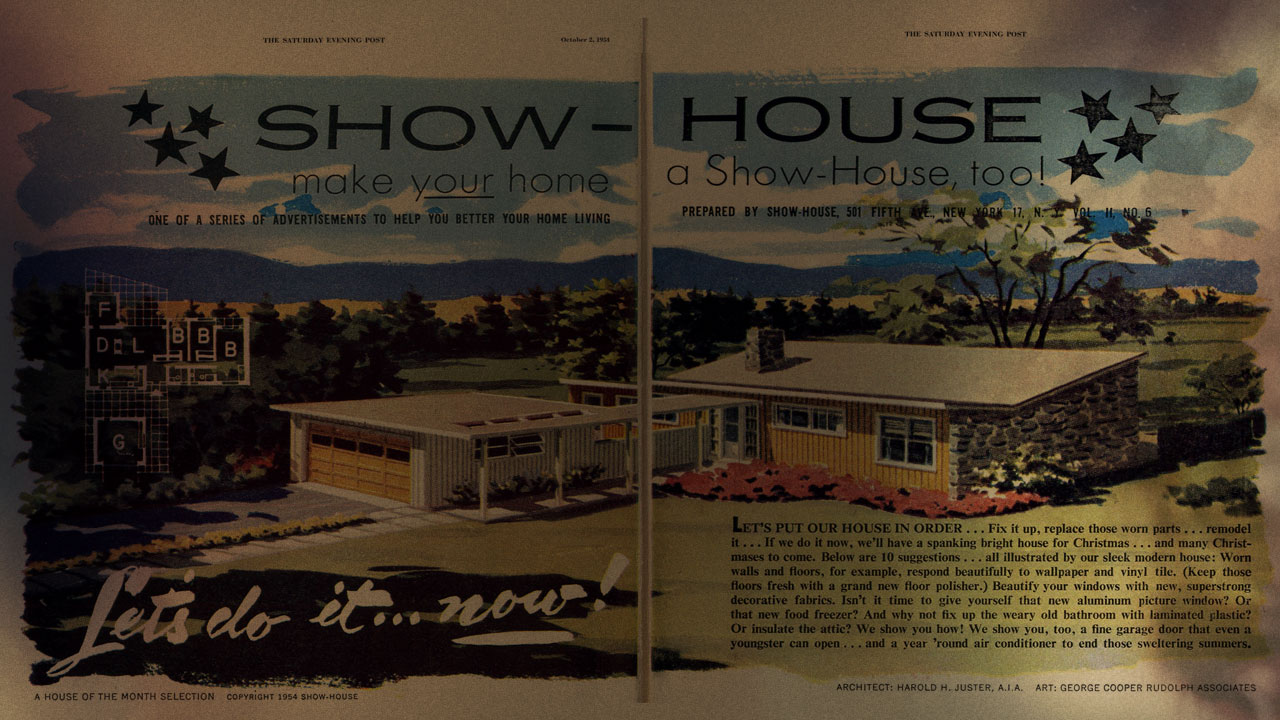 THE SATURDAY EVENING POST
October 2, 1954
THE SATURDAY EVENING POST
SHOW-HOUSE
make your home a Show-House, too!
ONE OF A SERIES OF ADVERTISEMENTS TO HELP YOU BETTER YOUR HOME LIVING
PREPARED BY SHOW-HOUSE, 501 FIFTH AVE., NEW YORK 17, N. Y. VOL. II, NO. 6
F
D L B B B
K
G
Let's do it... now!
LET'S PUT OUR HOUSE IN ORDER . . . Fix it up, replace those worn parts . . . remodel
it . . . If we do it now, we'll have a spanking bright house for Christmas . . . and many Christ-
mases to come. Below are 10 suggestions . . . all illustrated by our sleek modern house: Worn
walls and floors, for example, respond beautifully to wallpaper and vinyl tile. (Keep those
floors fresh with a grand new floor polisher.) Beautify your windows with new, superstrong
decorative fabrics. Isn't it time to give yourself that new aluminum picture window? Or
that new food freezer? And why not fix up the weary old bathroom with laminated plastic?
Or insulate the attic? We show you how! We show you, too, a fine garage door that even a
youngster can open . . . and a year 'round air conditioner to end those sweltering summers.
A HOUSE OF THE MONTH SELECTION COPYRIGHT 1954 SHOW-HOUSE
ARCHITECT: HAROLD H. JUSTER, A.I.A. ART: GEORGE COOPER RUDOLPH ASSOCIATES